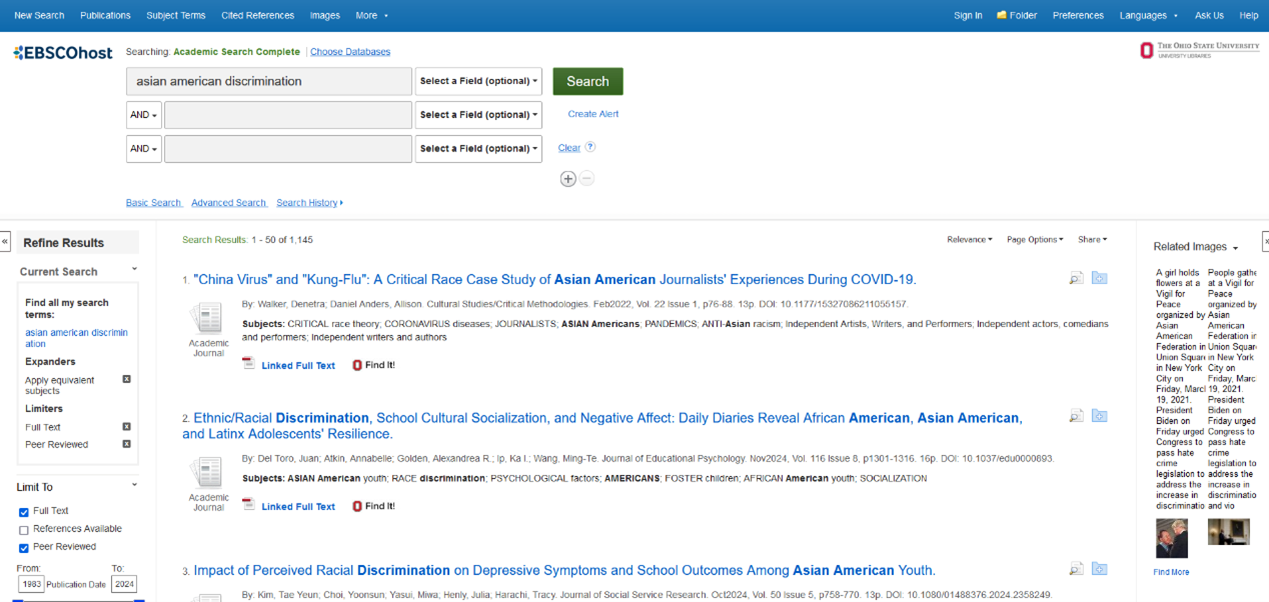 New Search Publications Subject Terms Cited References Images More Sign In Folder Preferences Languages Ask Us Help
EBSCOhost Searching: Academic Search Complete Choose Databases
THE OHIO STATE UNIVERSITY
UNIVERSITY LIBRARIES
asian american discrimination Select a Field (optional) Search
AND Select a Field (optional) Create Alert
AND Select a Field (optional) Clear ?
Basic Search Advanced Search Search History
Refine Results
Current Search
Find all my search
terms:
asian american discrimin
ation
Expanders
Apply equivalent
subjects
Limiters
Full Text
Peer Reviewed
Limit To
Full Text
References Available
Peer Reviewed
From: To:
1983 Publication Date 2024
Search Results: 1 - 50 of 1,145 Relevance Page Options Share
1. "China Virus" and "Kung-Flu": A Critical Race Case Study of Asian American Journalists' Experiences During COVID-19.
By: Walker, Denetra; Daniel Anders, Allison. Cultural Studies/Critical Methodologies. Feb2022, Vol. 22 Issue 1, p76-88. 13p. DOI: 10.1177/15327086211055157.
Subjects: CRITICAL race theory; CORONAVIRUS diseases; JOURNALISTS; ASIAN Americans; PANDEMICS; ANTI-Asian racism; Independent Artists, Writers, and Performers; Independent actors, comedians
and performers; Independent writers and authors
Academic
Journal
Linked Full Text Find It!
2. Ethnic/Racial Discrimination, School Cultural Socialization, and Negative Affect: Daily Diaries Reveal African American, Asian American,
and Latinx Adolescents' Resilience.
By: Del Toro, Juan; Atkin, Annabelle; Golden, Alexandrea R.; Ip, Ka I.; Wang, Ming-Te. Journal of Educational Psychology. Nov2024, Vol. 116 Issue 8, p1301-1316. 16p. DOI: 10.1037/edu0000893.
Subjects: ASIAN American youth; RACE discrimination; PSYCHOLOGICAL factors; AMERICANS; FOSTER children; AFRICAN American youth; SOCIALIZATION
Academic
Journal
Linked Full Text Find It!
3. Impact of Perceived Racial Discrimination on Depressive Symptoms and School Outcomes Among Asian American Youth.
By: Kim, Tae Yeun; Choi, Yoonsun; Yasui, Miwa; Henly, Julia; Harachi, Tracy. Journal of Social Service Research. Oct2024, Vol. 50 Issue 5, p758-770. 13p. DOI: 10.1080/01488376.2024.2358249.
Related Images
A girl holds
flowers at a
Vigil for
Peace
organized by
Asian
American
Federation in
Union Square
in New York
City on
Friday, March
19, 2021.
President
Biden on
Friday urged
Congress to
pass hate
crime
legislation to
address the
increase in
discriminatio
People gathe
at a Vigil for
Peace
organized by
Asian
American
Federation in
Union Square
in New York
City on
Friday, Marc
19, 2021.
President
Biden on
Friday urged
Congress to
pass hate
crime
legislation to
address the
increase in
discriminatio
and vio
Find More